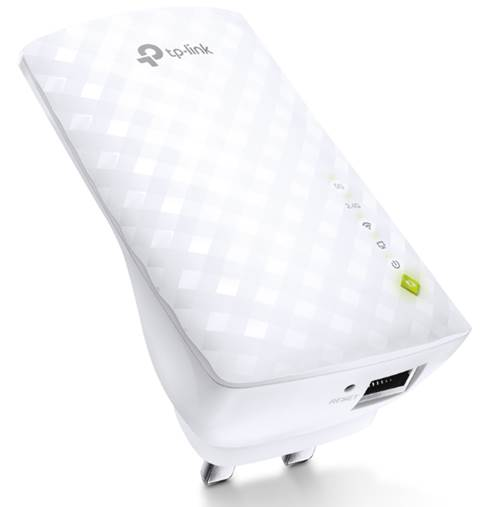 tp-link
5G
2.4G
RESET